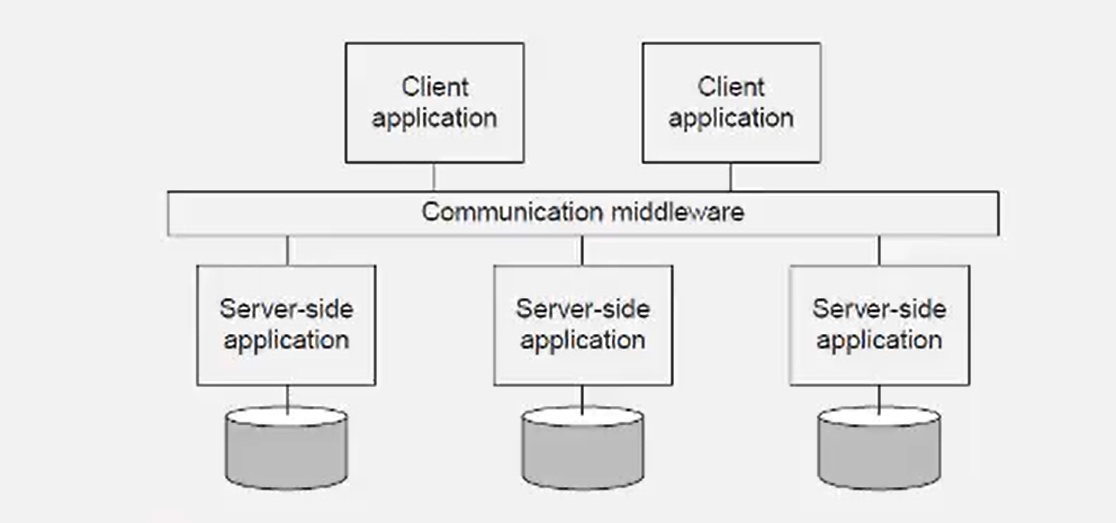 Client
application
Client
application
Communication middleware
Server-side
application
Server-side
application
Server-side
application